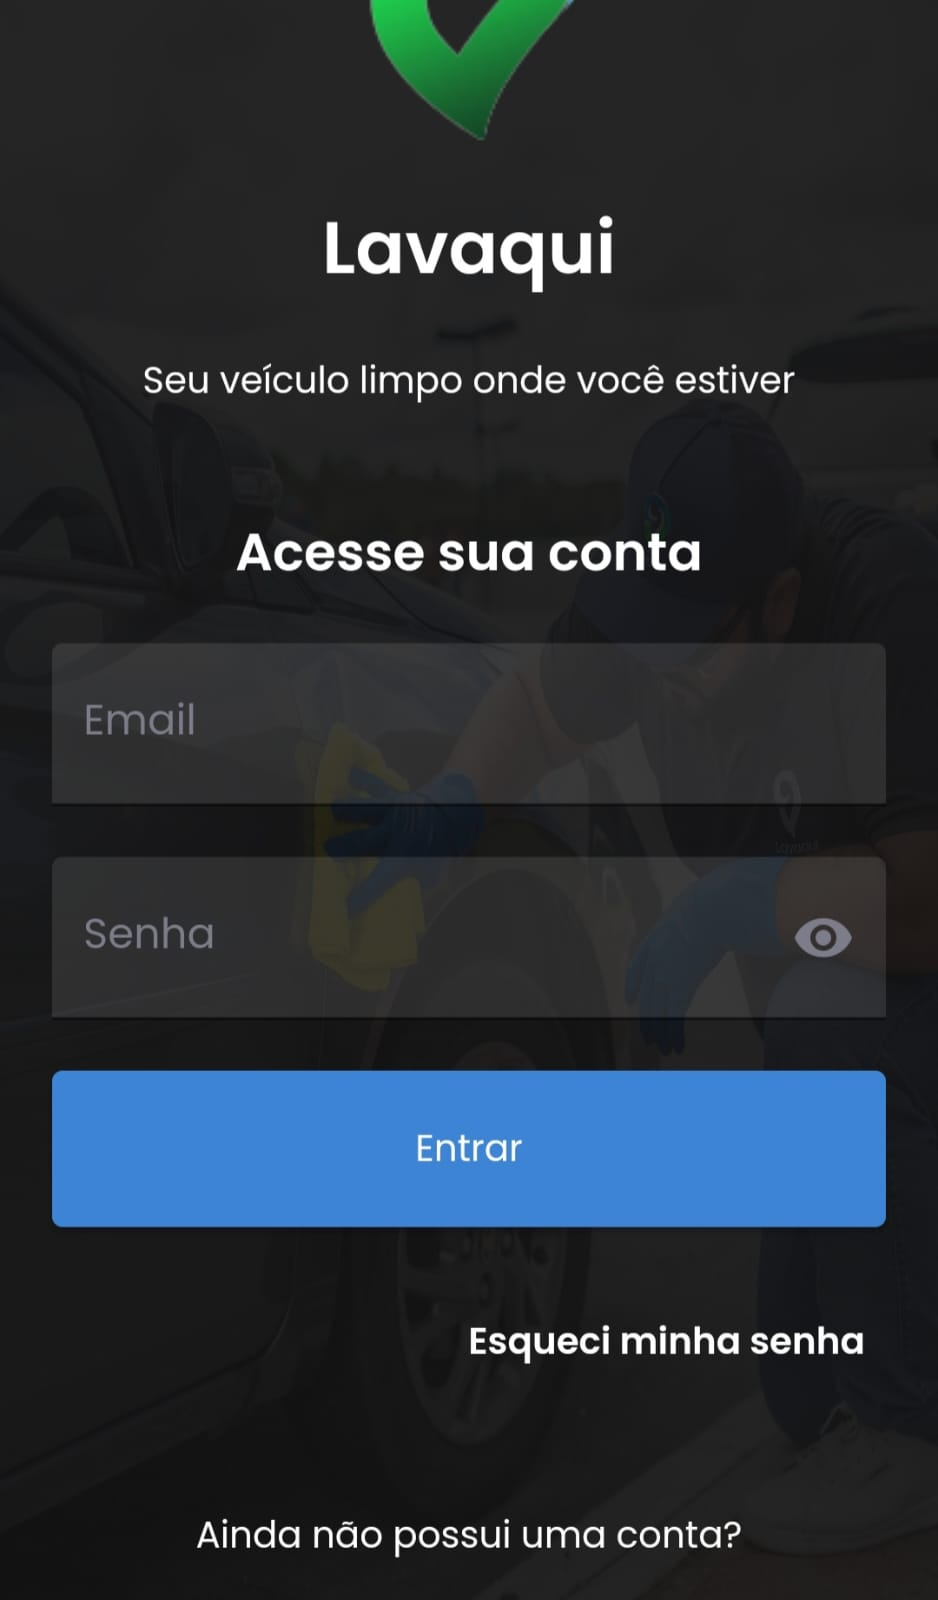 Lavaqui
Seu veículo limpo onde você estiver
Acesse sua conta
Email
Lavaqui
Senha
Entrar
Esqueci minha senha
Ainda não possui uma conta?